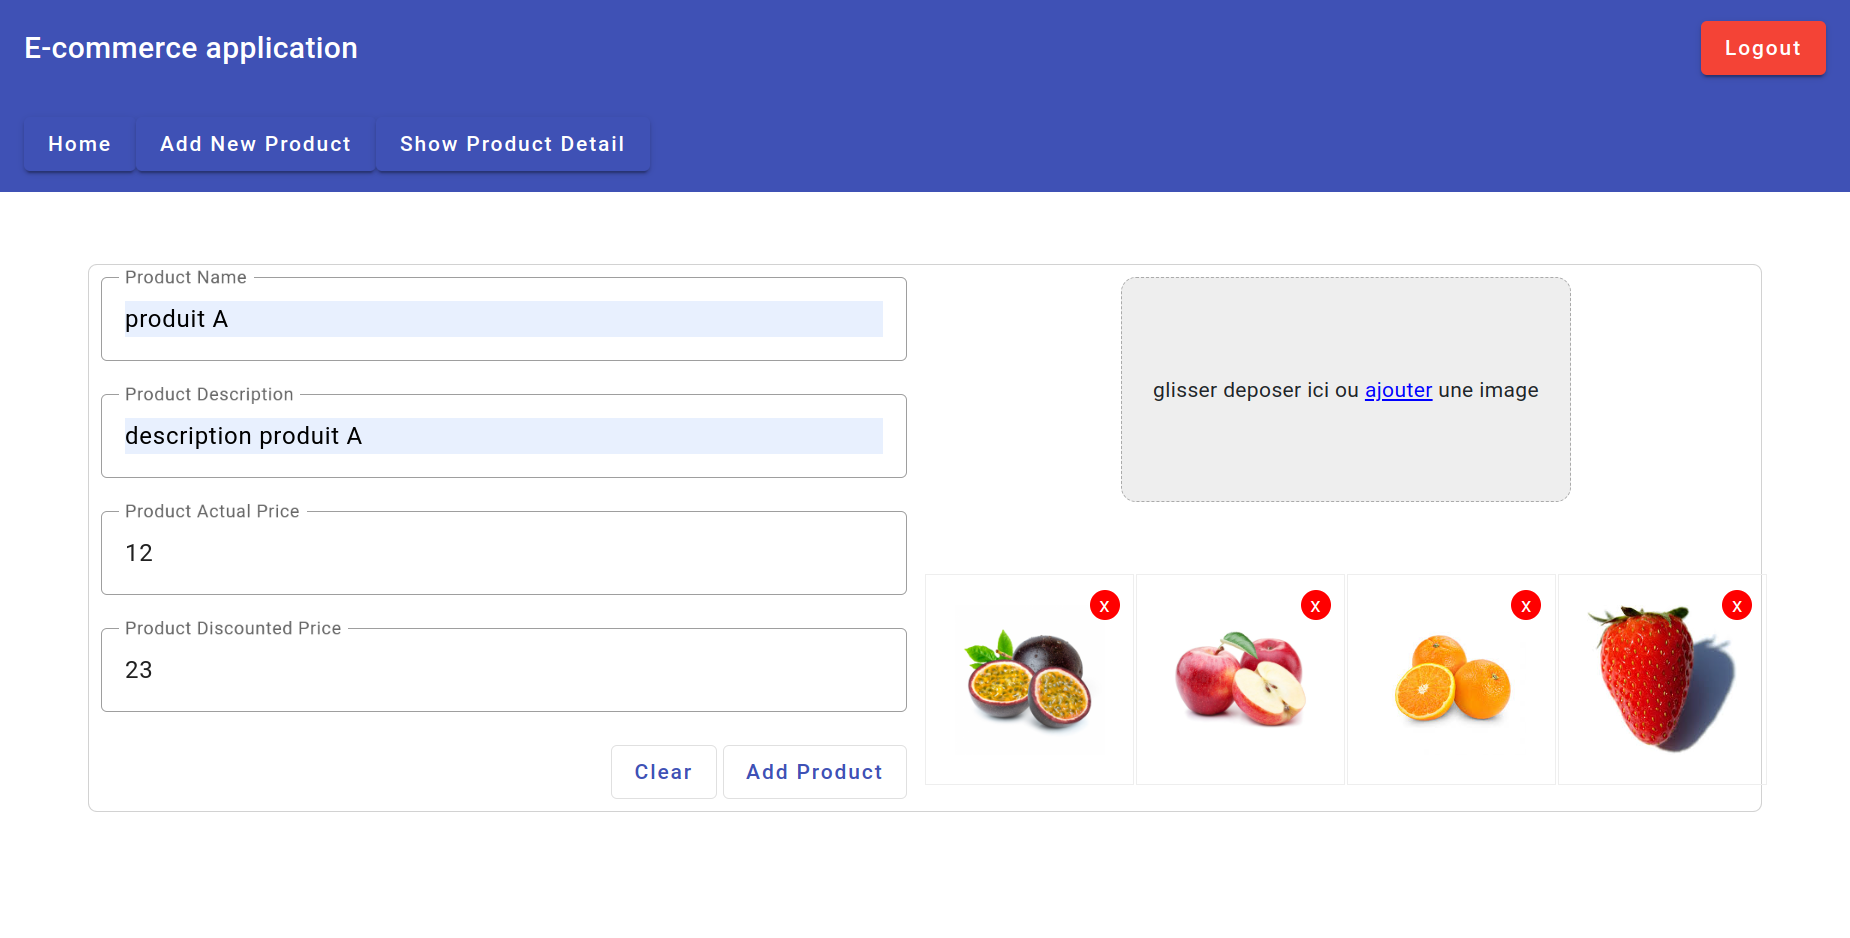 E-commerce application
Logout
Home
Add New Product
Show Product Detail
Product Name
produit A
Product Description
description produit A
Product Actual Price
12
Product Discounted Price
23
Clear
Add Product
glisser deposer ici ou ajouter une image
x
x
x
x